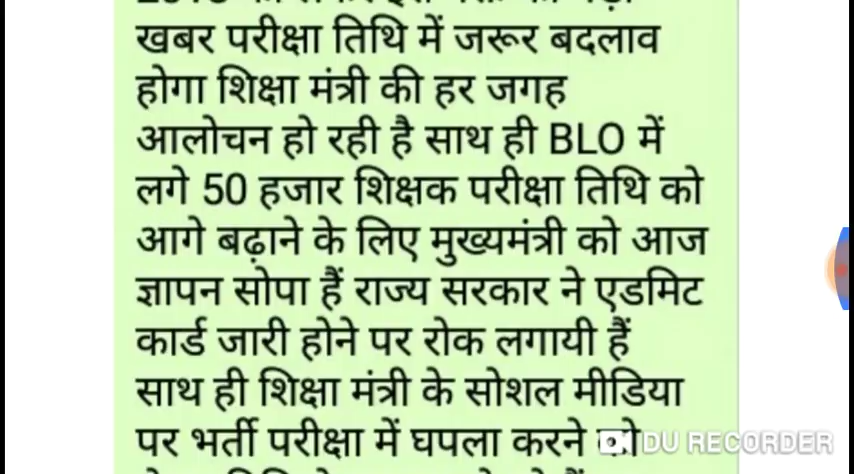 खबर परीक्षा तिथि में जरूर बदलाव
होगा शिक्षा मंत्री की हर जगह
आलोचन हो रही है साथ ही BLO में
लगे 50 हजार शिक्षक परीक्षा तिथि को
आगे बढ़ाने के लिए मुख्यमंत्री को आज
ज्ञापन सोपा हैं राज्य सरकार ने एडमिट
कार्ड जारी होने पर रोक लगायी हैं
साथ ही शिक्षा मंत्री के सोशल मीडिया
पर भर्ती परीक्षा में घपला करने
DU RECORDER